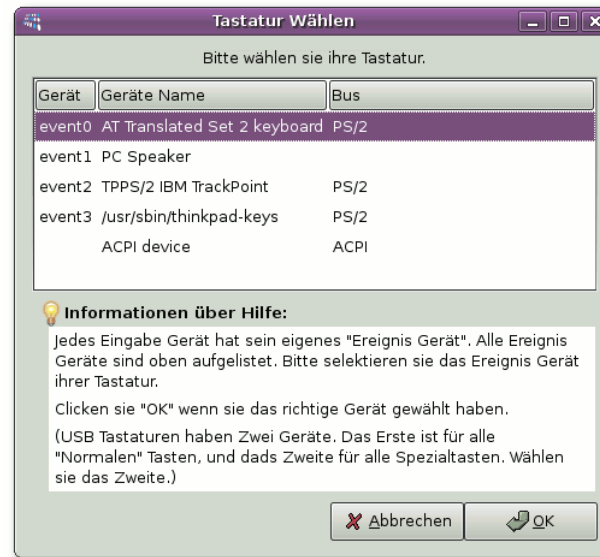 Tastatur Wählen
Bitte wählen sie ihre Tastatur.
Gerät Geräte Name Bus
event0 AT Translated Set 2 keyboard PS/2
event1 PC Speaker
event2 TPPS/2 IBM TrackPoint PS/2
event3 /usr/sbin/thinkpad-keys PS/2
ACPI device ACPI
Informationen über Hilfe:
Jedes Eingabe Gerät hat sein eigenes "Ereignis Gerät". Alle Ereignis
Geräte sind oben aufgelistet. Bitte selektieren sie das Ereignis Gerät
ihrer Tastatur.
Clicken sie "OK" wenn sie das richtige Gerät gewählt haben.
(USB Tastaturen haben Zwei Geräte. Das Erste ist für alle
"Normalen" Tasten, und dads Zweite für alle Spezialtasten. Wählen
sie das Zweite.)
Abbrechen OK